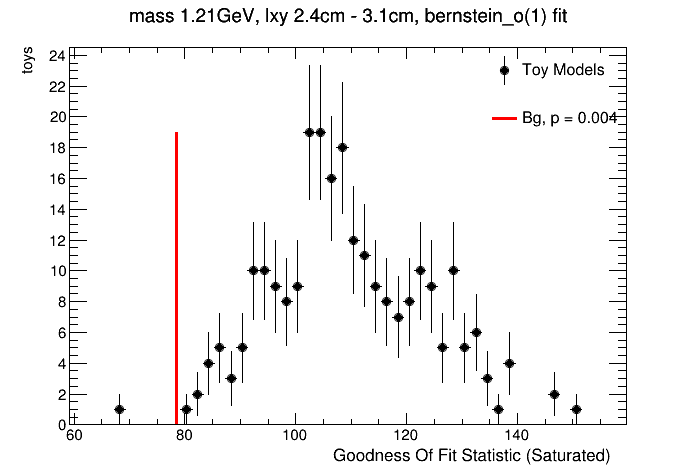 mass 1.21GeV, lxy 2.4cm - 3.1cm, bernstein_o(1) fit
toys
24
22
20
18
16
14
12
10
8
6
4
2
0
Toy Models
Bg, p = 0.004
60 80 100 120 140
Goodness Of Fit Statistic (Saturated)